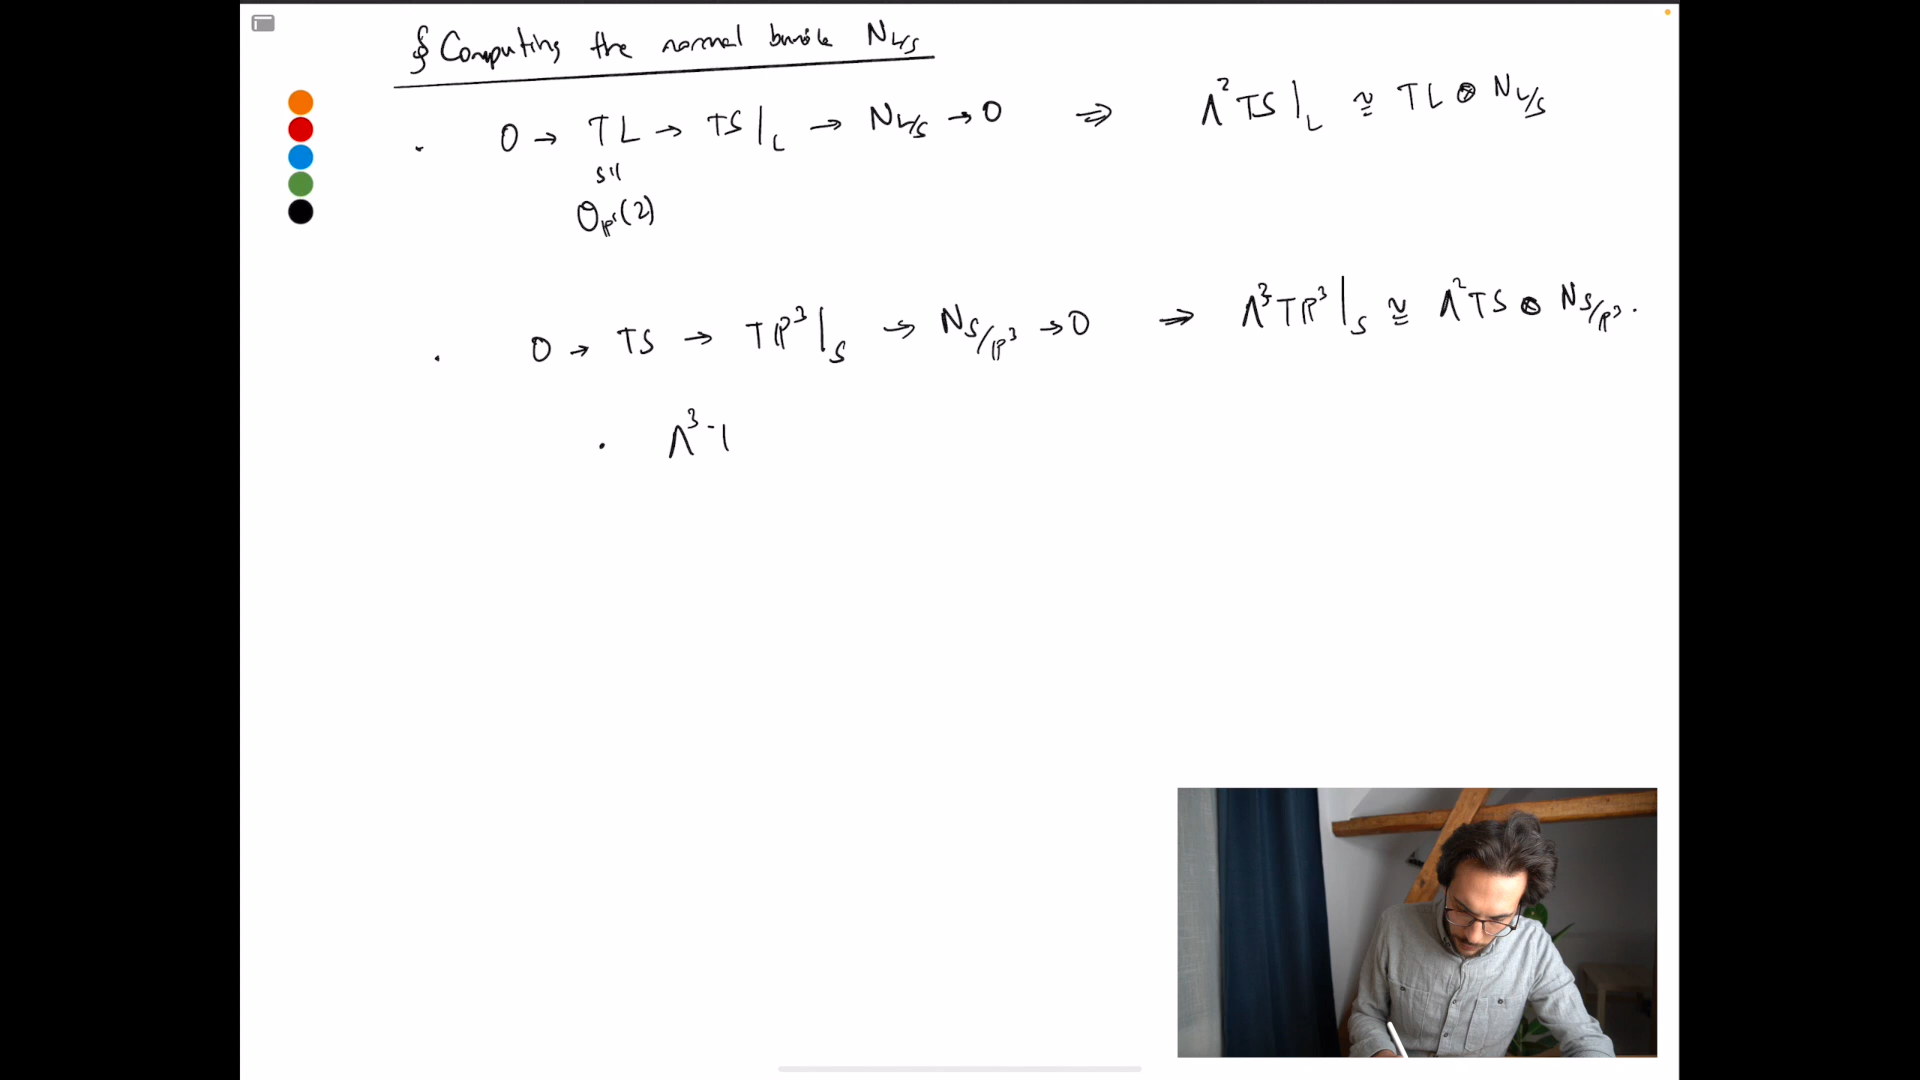 § Computing the normal bundle N_{L/S}
· 0 → TL → TS|_L → N_{L/S} → 0 ⇒ Λ²TS|_L ≅ TL ⊗ N_{L/S}
≅
O_{ℙ¹}(2)
· 0 → TS → Tℙ³|_S → N_{S/ℙ³} → 0 ⇒ Λ³Tℙ³|_S ≅ Λ²TS ⊗ N_{S/ℙ³}.
· Λ³